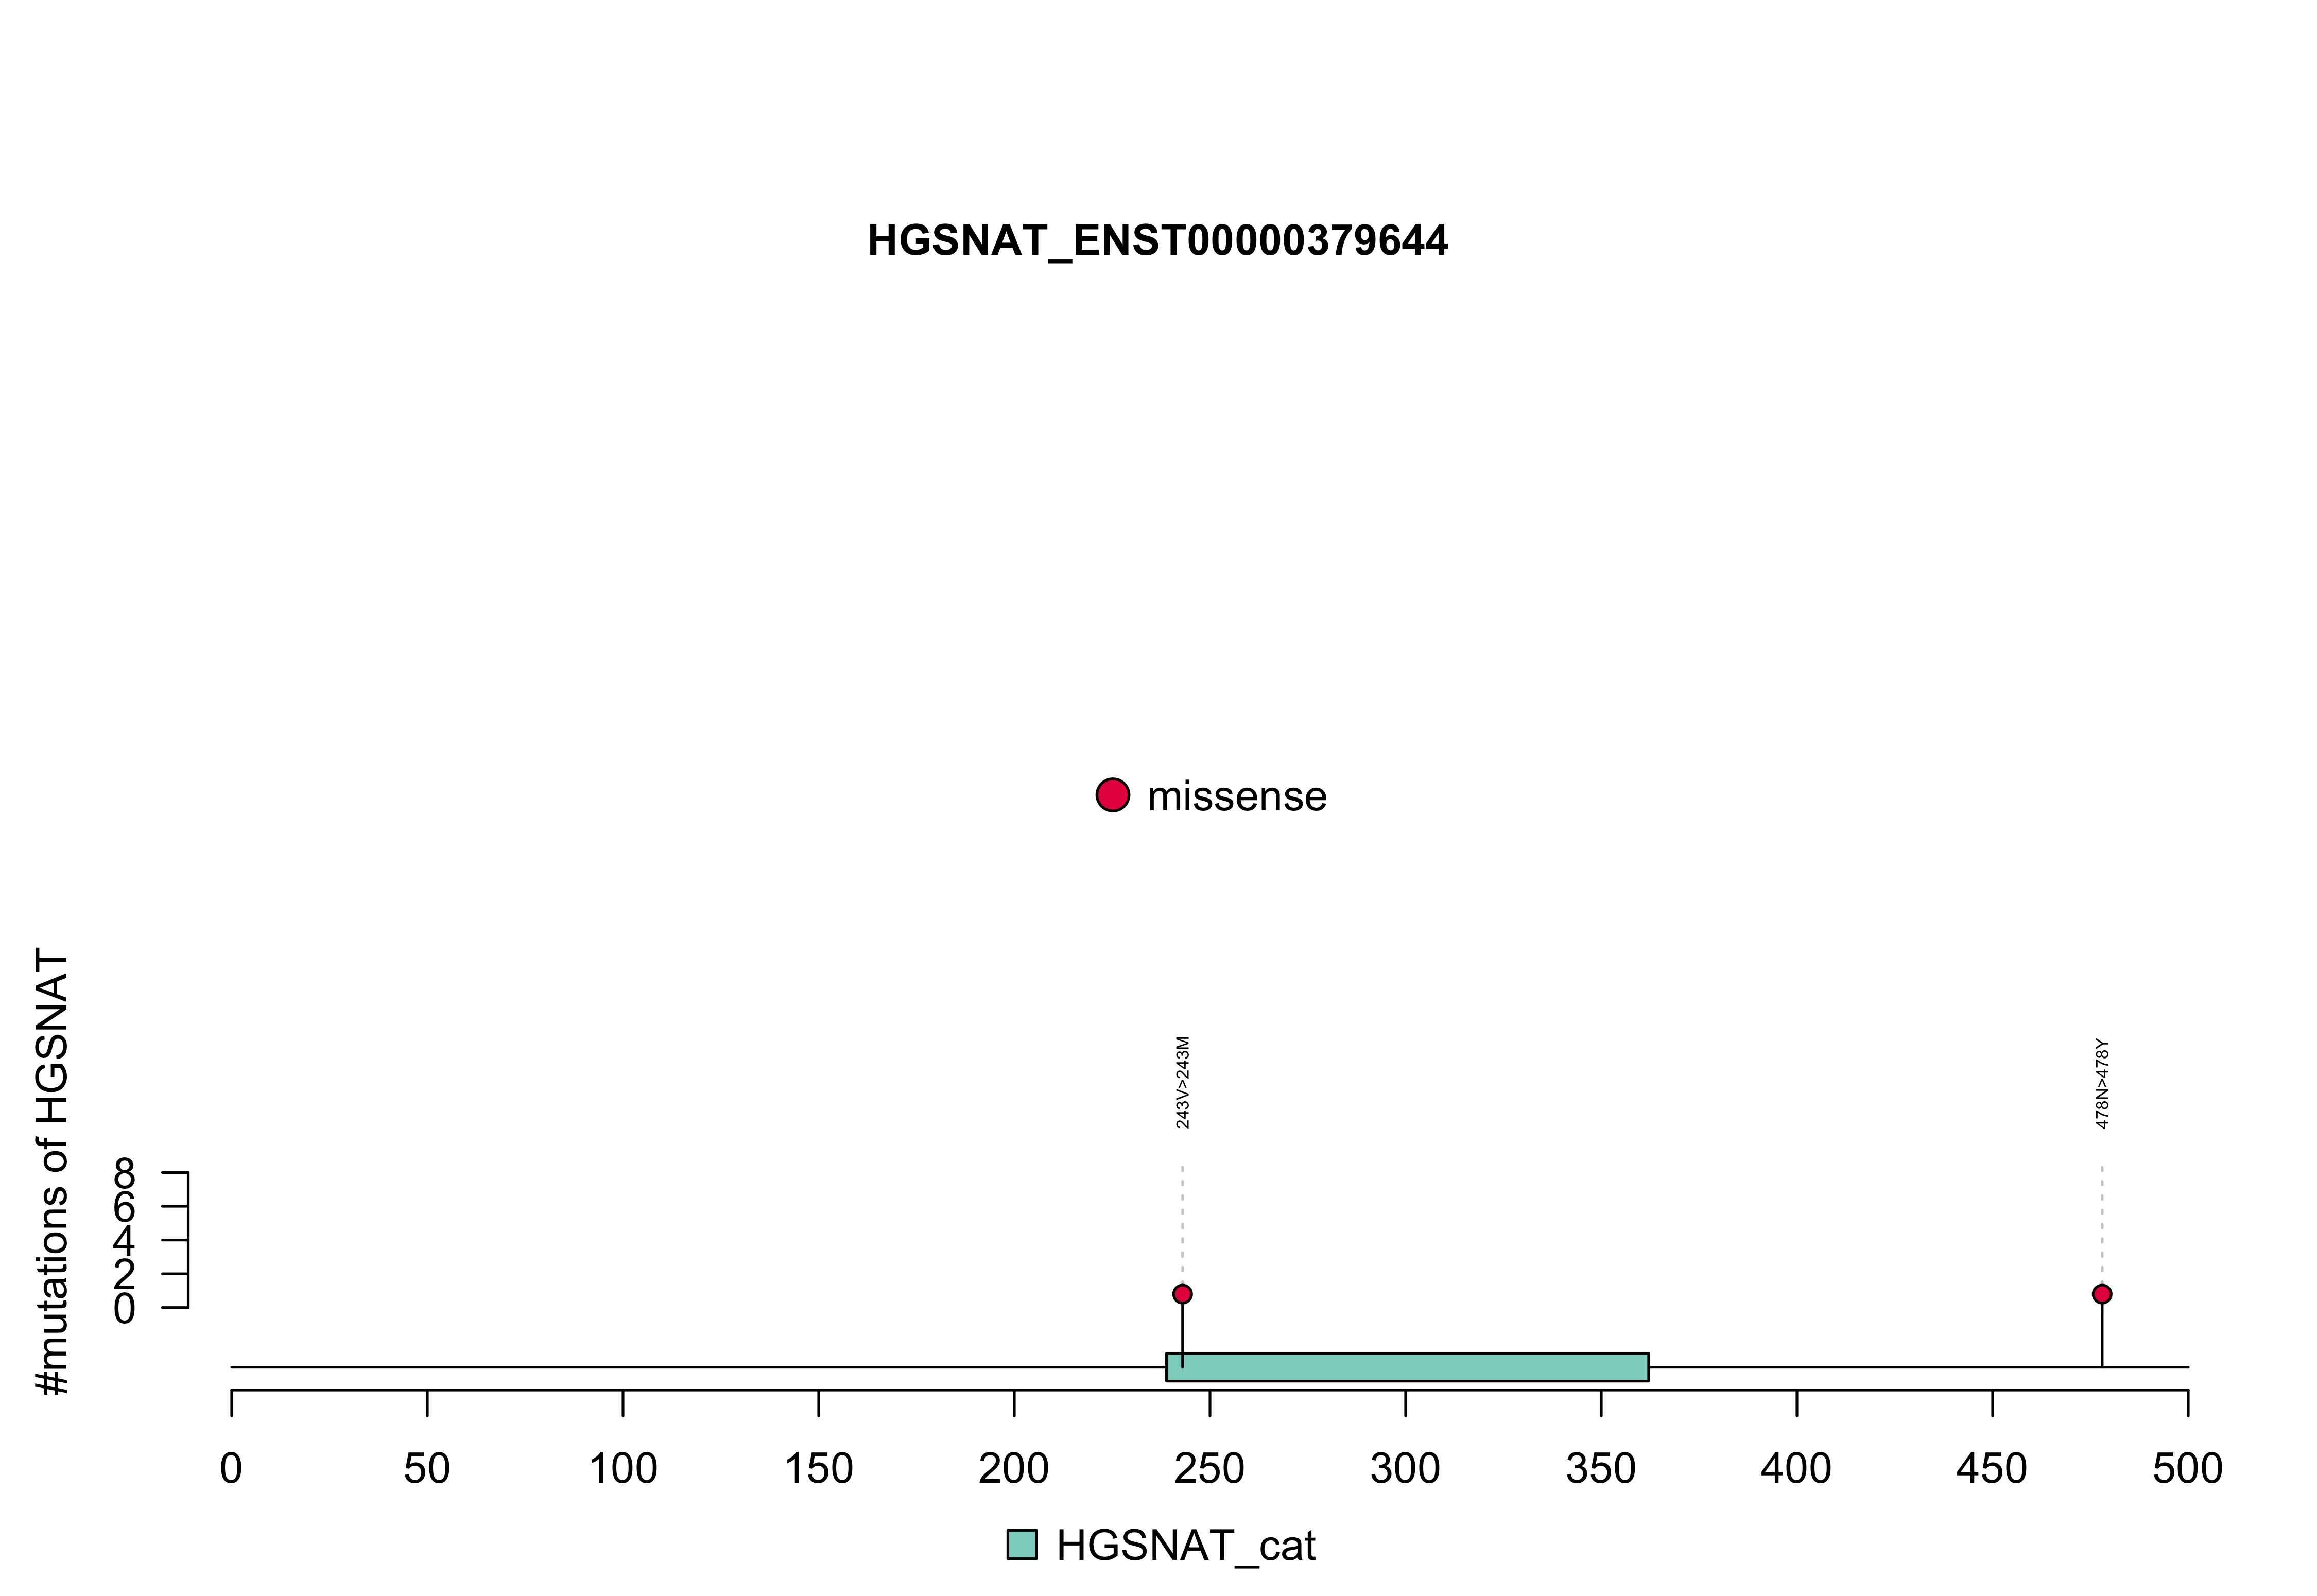 HGSNAT_ENST00000379644
missense
#mutations of HGSNAT
243V>243M
478N>478Y
8
6
4
2
0
0 50 100 150 200 250 300 350 400 450 500
HGSNAT_cat